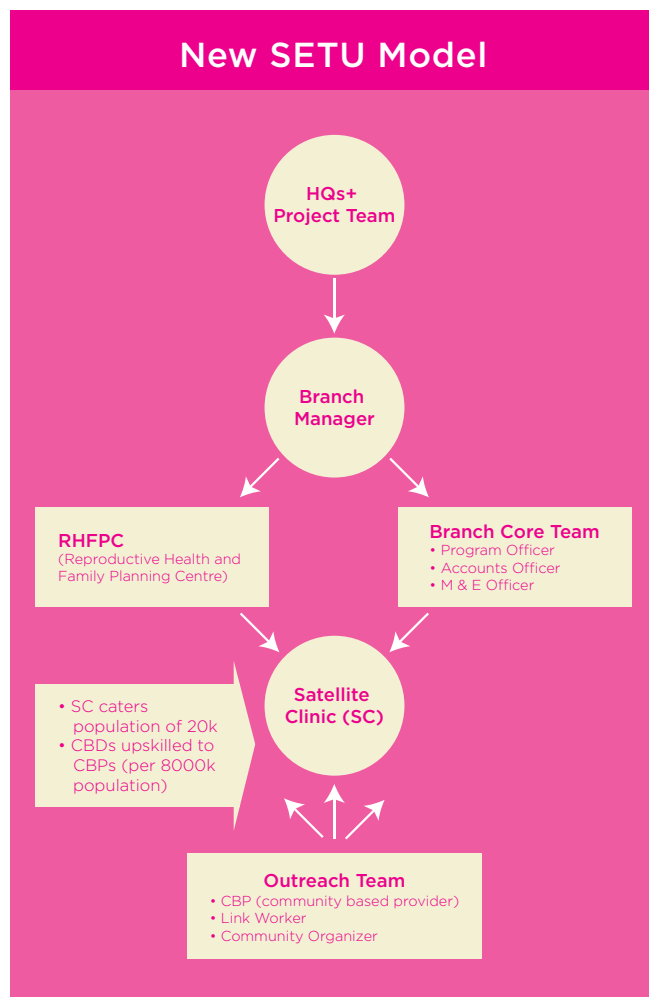 New SETU Model
HQs+
Project Team
Branch
Manager
RHFPC
(Reproductive Health and
Family Planning Centre)
Branch Core Team
• Program Officer
• Accounts Officer
• M & E Officer
Satellite
Clinic (SC)
• SC caters
population of 20k
• CBDs upskilled to
CBPs (per 8000k
population)
Outreach Team
• CBP (community based provider)
• Link Worker
• Community Organizer